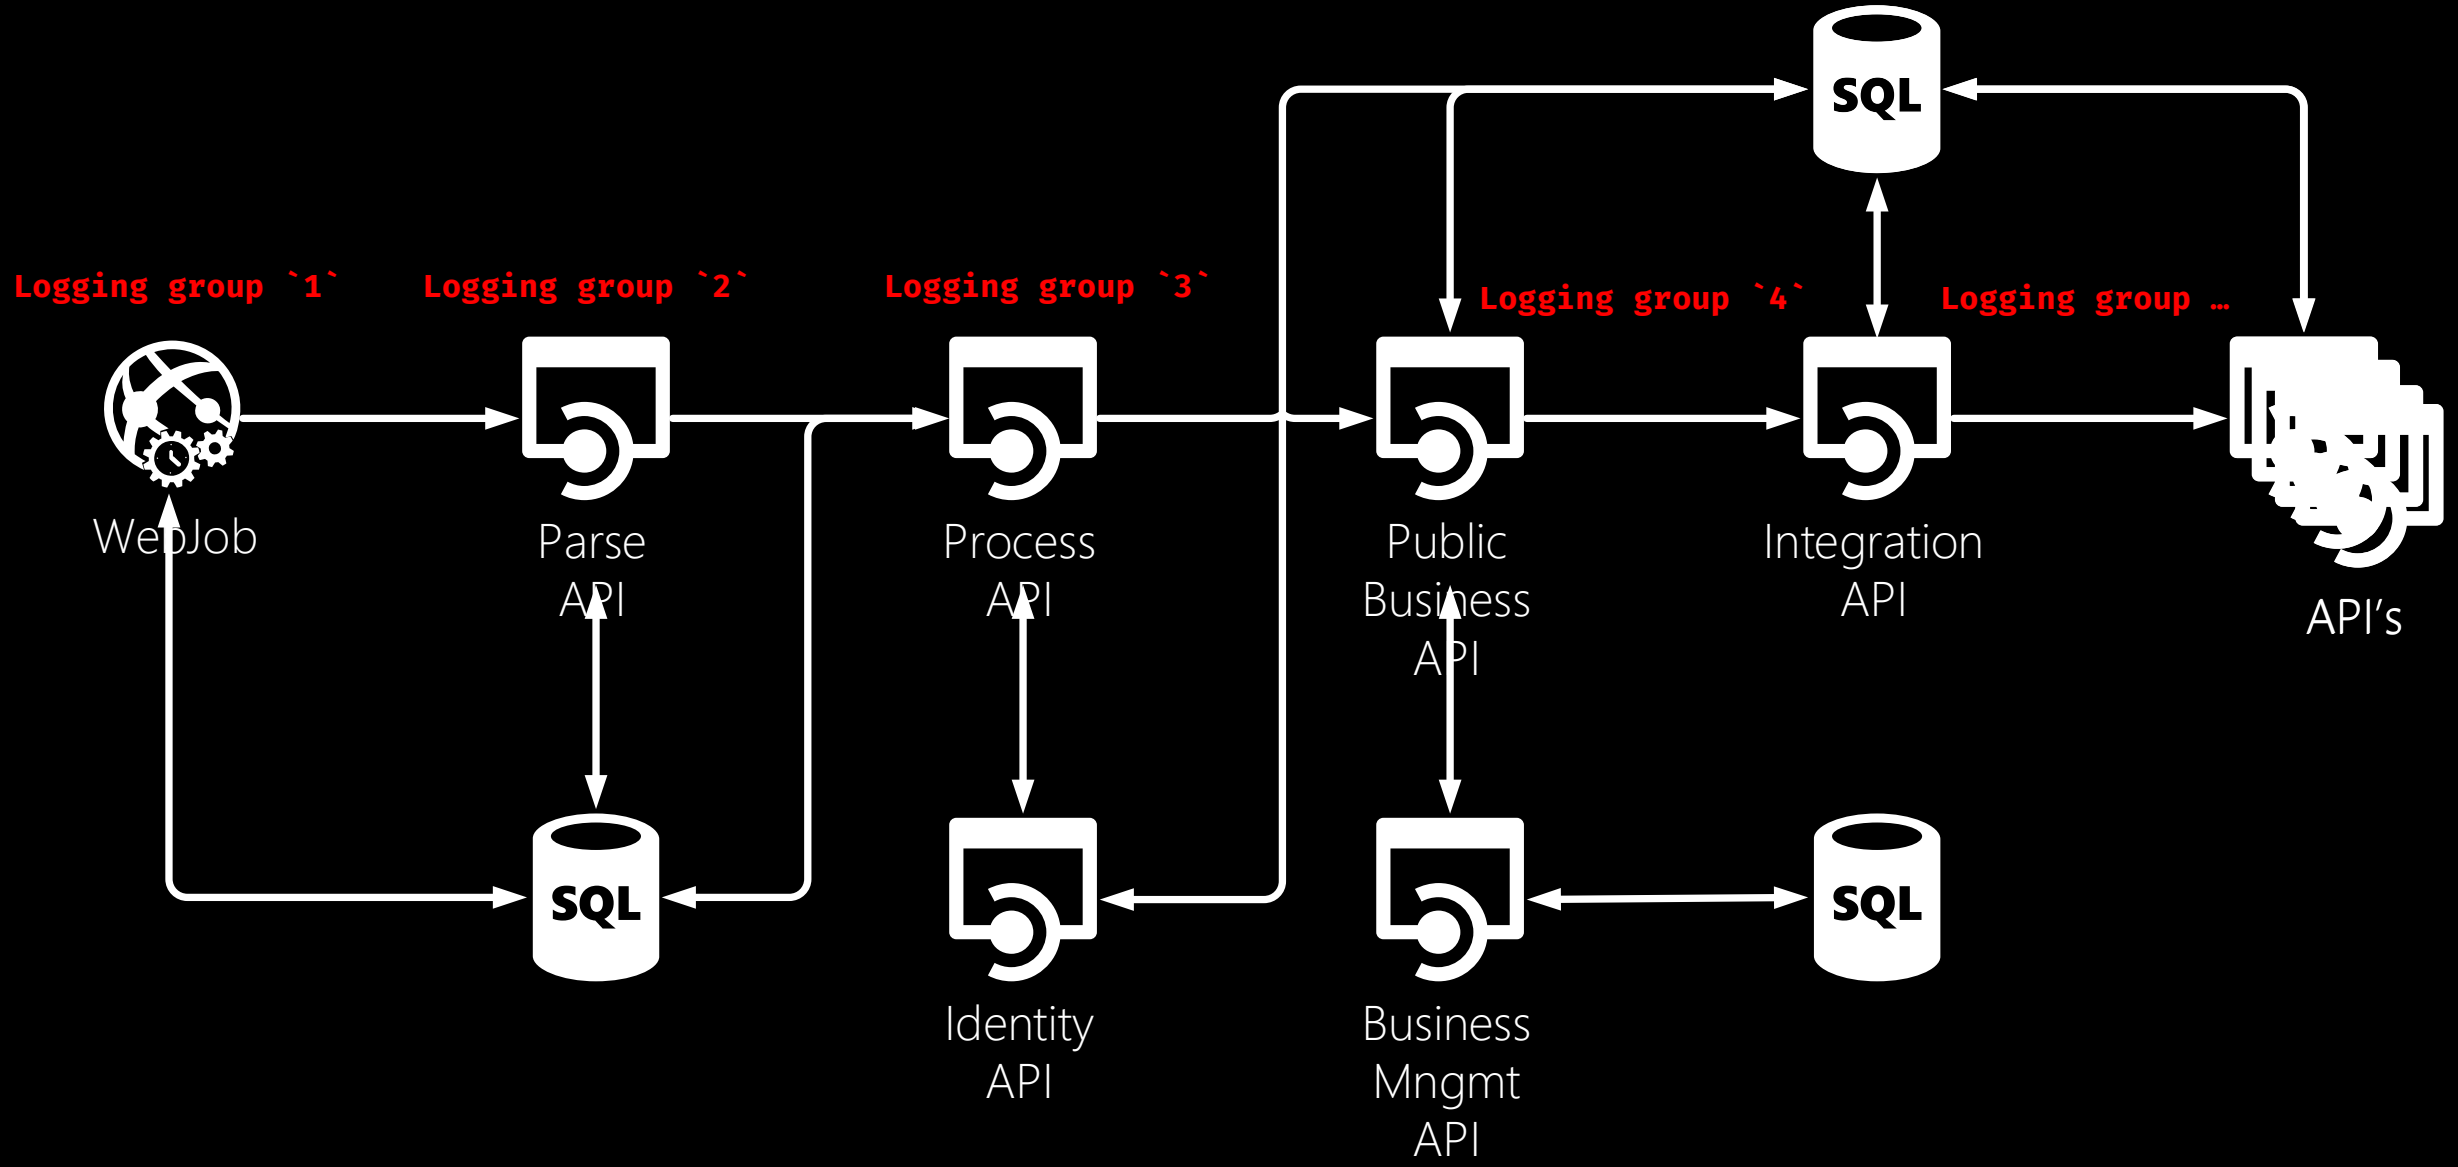 SQL
Logging group `1`
Logging group `2`
Logging group `3`
Logging group `4`
Logging group …
WebJob
Parse
API
Process
API
Public
Business
API
Integration
API
API’s
SQL
SQL
Identity
API
Business
Mngmt
API